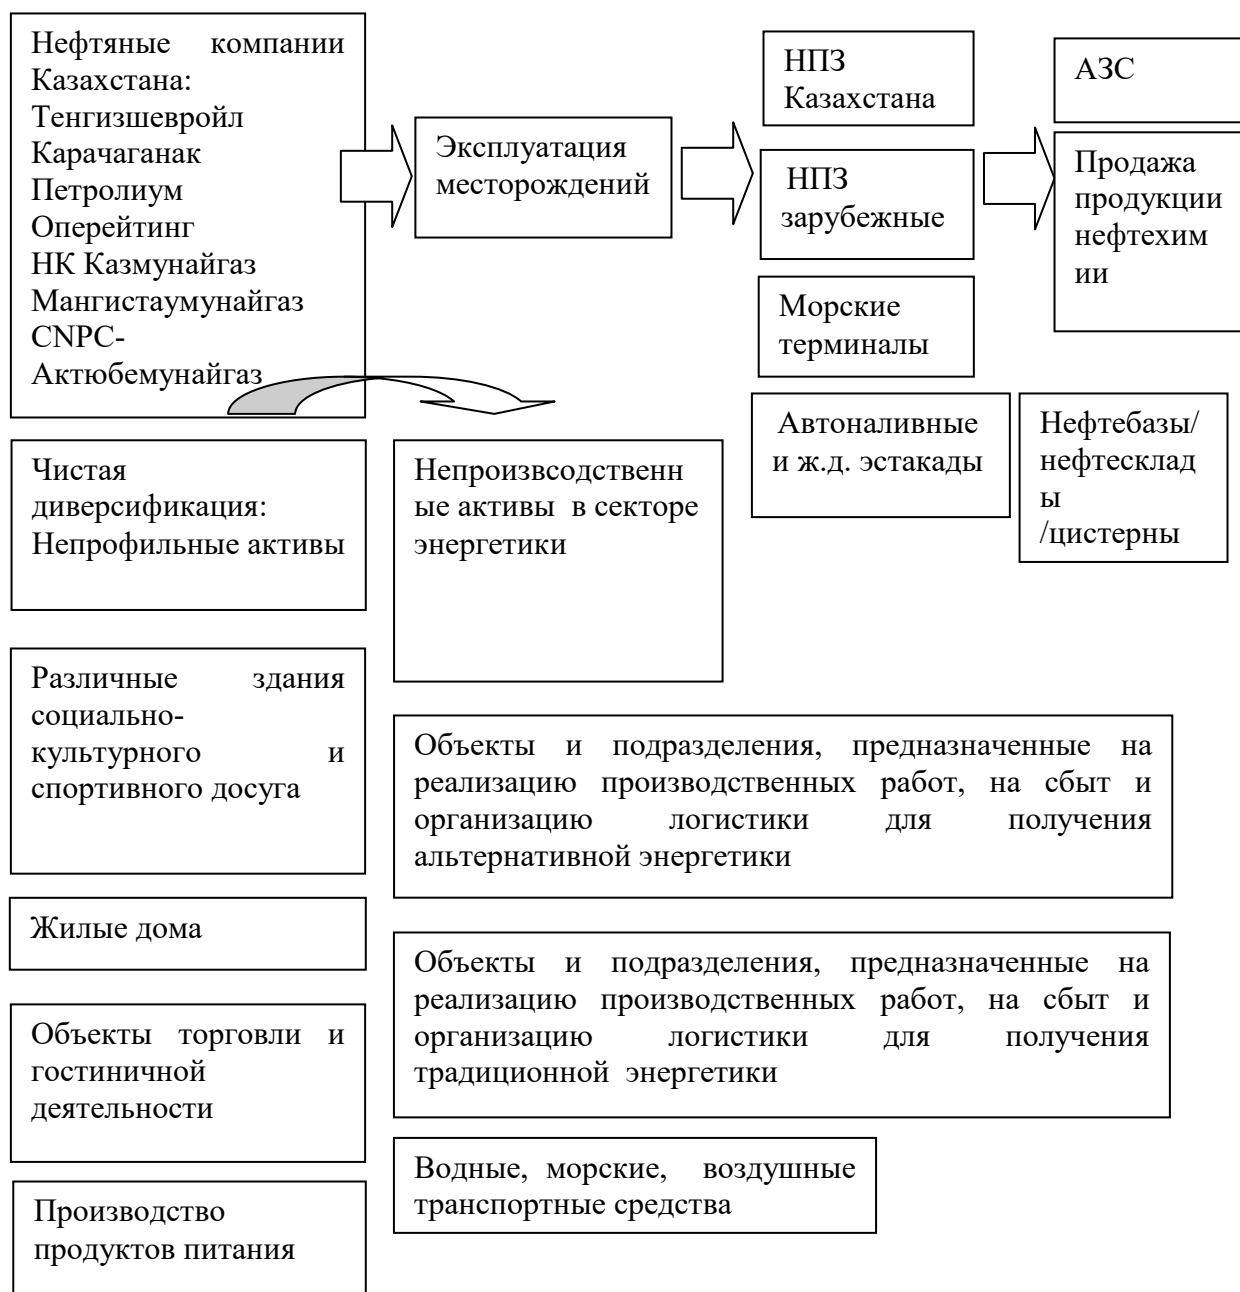 Нефтяные компании
Казахстана:
Тенгизшевройл
Карачаганак
Петролиум
Оперейтинг
НК Казмунайгаз
Мангистаумунайгаз
CNPC-
Актюбемунайгаз
Эксплуатация
месторождений
НПЗ
Казахстана
НПЗ
зарубежные
Морские
терминалы
Автоналивные
и ж.д. эстакады
АЗС
Продажа
продукции
нефтехим
ии
Нефтебазы/
нефтесклад
ы
/цистерны
Чистая
диверсификация:
Непрофильные активы
Различные здания
социально-
культурного и
спортивного досуга
Жилые дома
Объекты торговли и
гостиничной
деятельности
Производство
продуктов питания
Непроизвсодственн
ые активы в секторе
энергетики
Объекты и подразделения, предназначенные на
реализацию производственных работ, на сбыт и
организацию логистики для получения
альтернативной энергетики
Объекты и подразделения, предназначенные на
реализацию производственных работ, на сбыт и
организацию логистики для получения
традиционной энергетики
Водные, морские, воздушные
транспортные средства